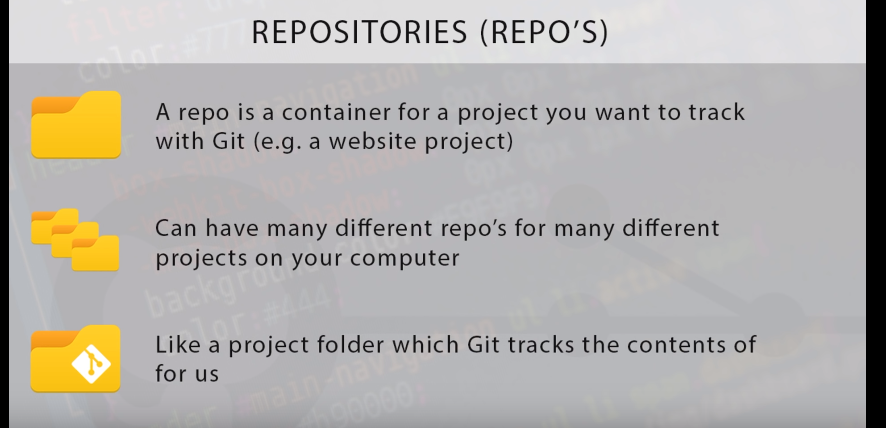 REPOSITORIES (REPO'S)
A repo is a container for a project you want to track
with Git (e.g. a website project)
Can have many different repo's for many different
projects on your computer
Like a project folder which Git tracks the contents of
for us